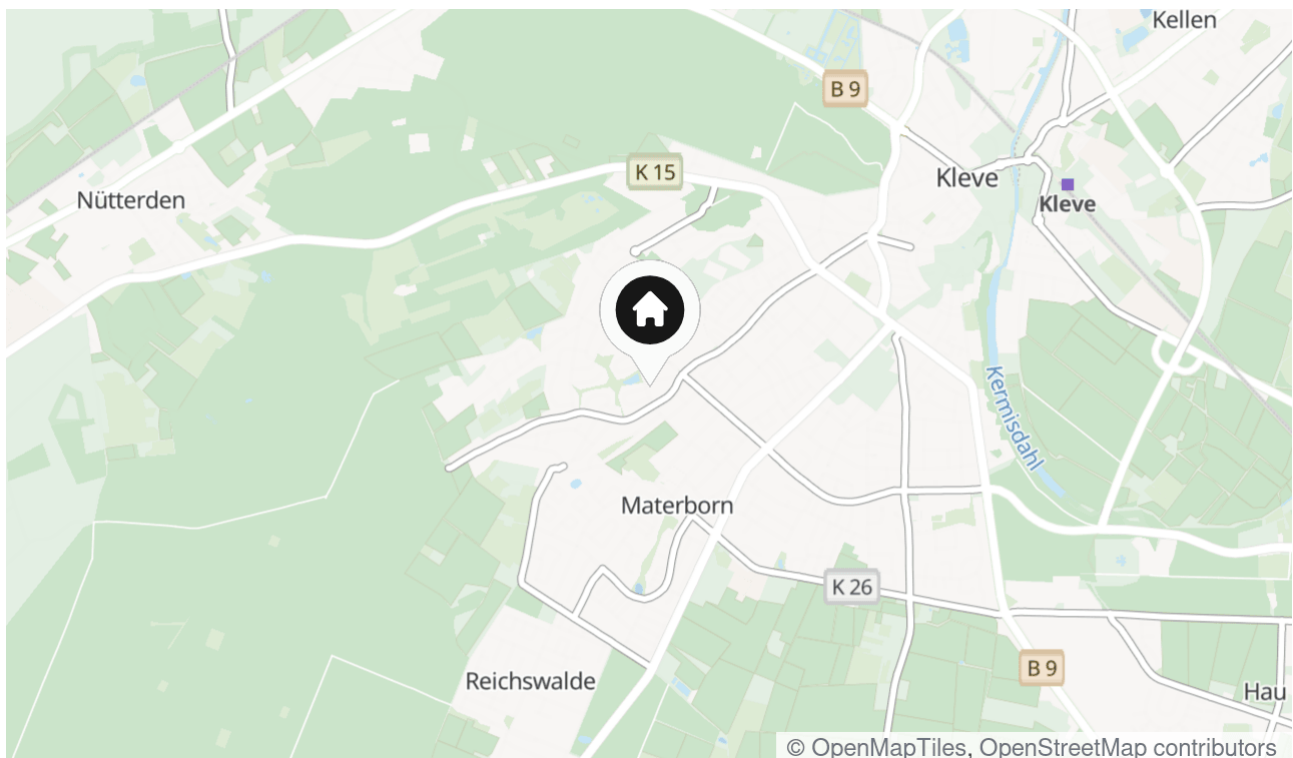 Kellen
B 9
K 15
Kleve
Nütterden
Kleve
Kermisdahl
Materborn
K 26
B 9
Reichswalde
Hau
© OpenMapTiles, OpenStreetMap contributors